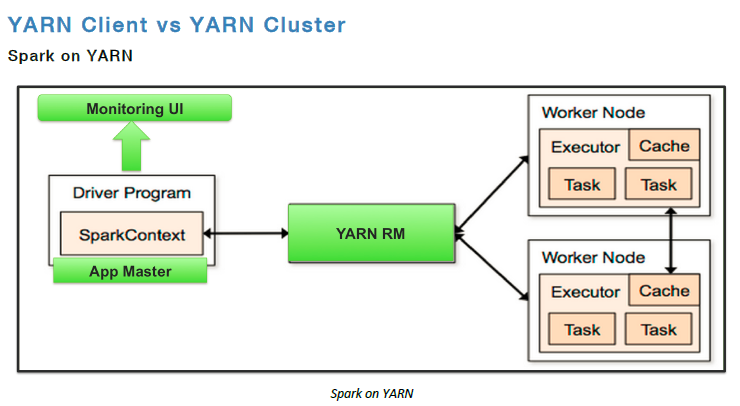 YARN Client vs YARN Cluster
Spark on YARN
Monitoring UI
Driver Program
SparkContext
App Master
YARN RM
Worker Node
Executor
Cache
Task
Task
Worker Node
Executor
Cache
Task
Task
Spark on YARN